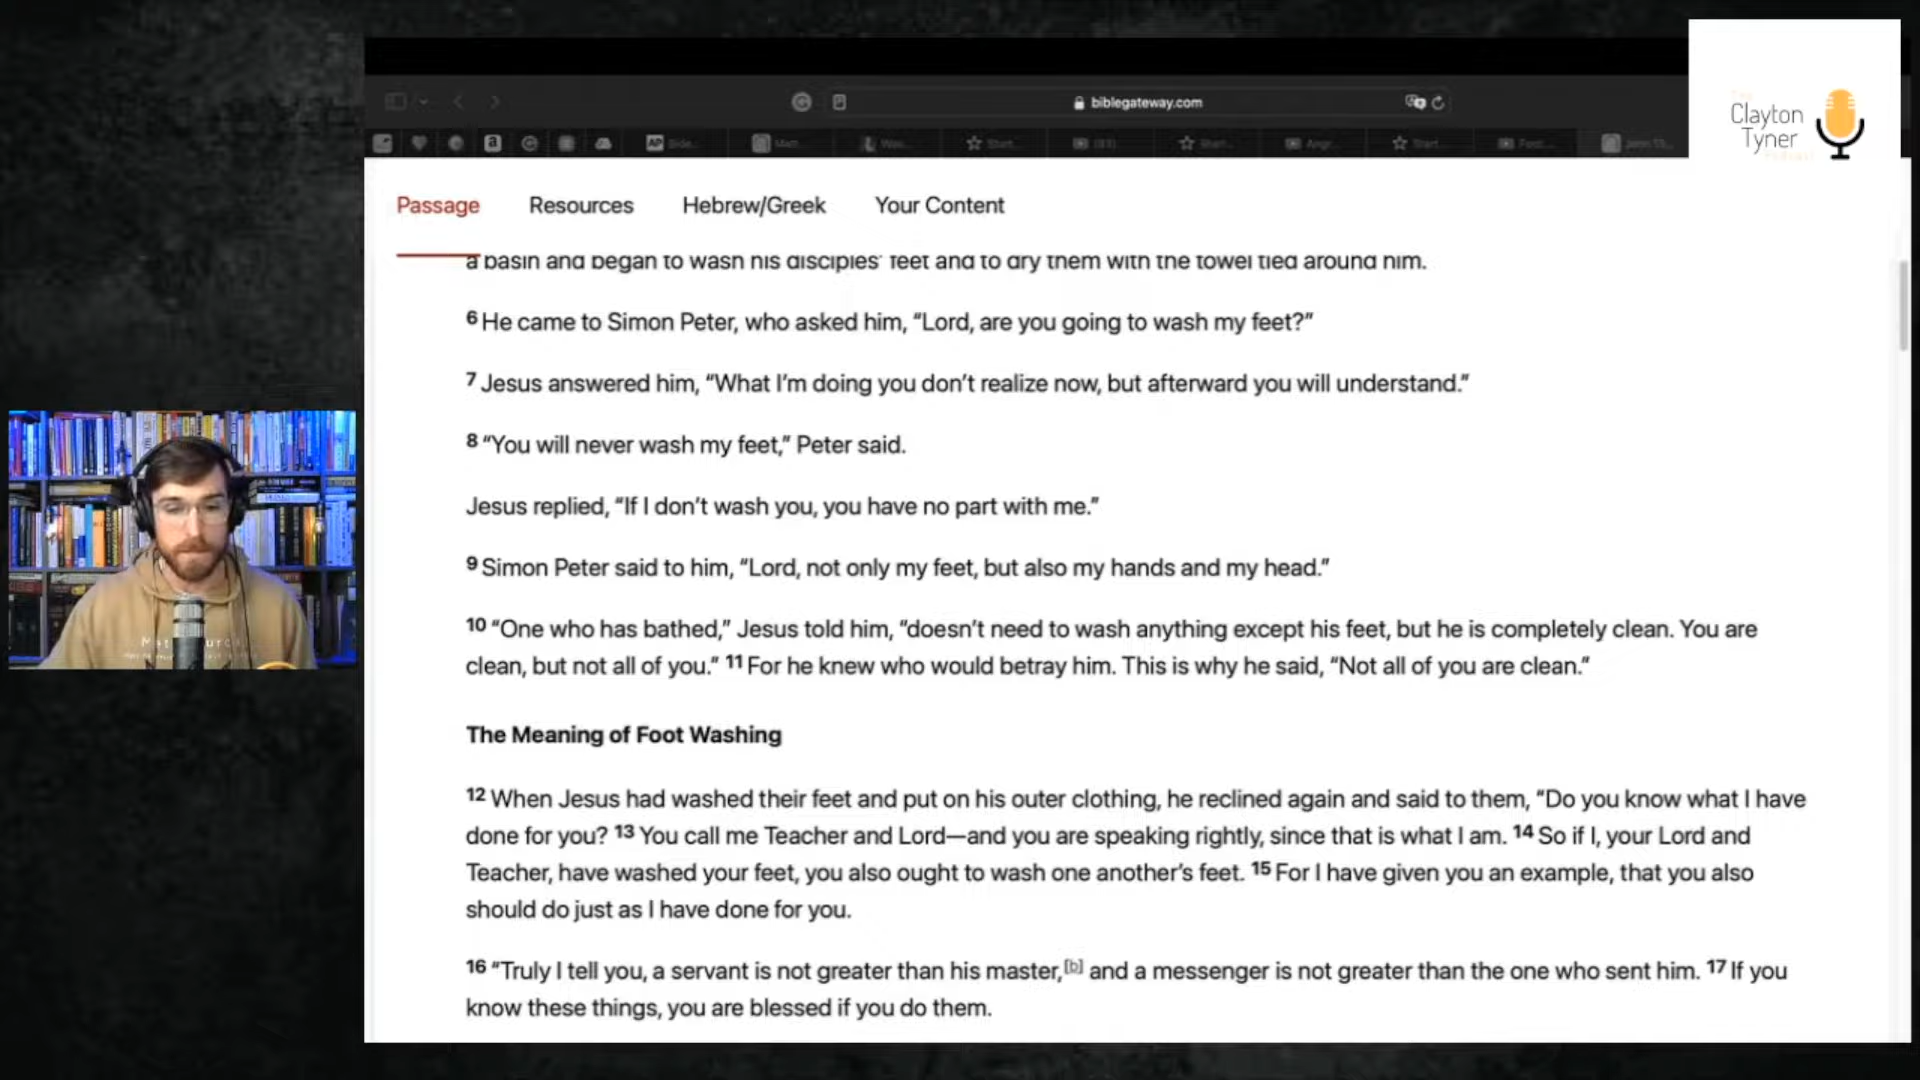 biblegateway.com
Clayton
Tyner
Passage Resources Hebrew/Greek Your Content
a basin and began to wash his disciples’ feet and to dry them with the towel tied around him.
6 He came to Simon Peter, who asked him, “Lord, are you going to wash my feet?”
7 Jesus answered him, “What I’m doing you don’t realize now, but afterward you will understand.”
8 “You will never wash my feet,” Peter said.
Jesus replied, “If I don’t wash you, you have no part with me.”
9 Simon Peter said to him, “Lord, not only my feet, but also my hands and my head.”
10 “One who has bathed,” Jesus told him, “doesn’t need to wash anything except his feet, but he is completely clean. You are
clean, but not all of you.” 11 For he knew who would betray him. This is why he said, “Not all of you are clean.”
The Meaning of Foot Washing
12 When Jesus had washed their feet and put on his outer clothing, he reclined again and said to them, “Do you know what I have
done for you? 13 You call me Teacher and Lord—and you are speaking rightly, since that is what I am. 14 So if I, your Lord and
Teacher, have washed your feet, you also ought to wash one another’s feet. 15 For I have given you an example, that you also
should do just as I have done for you.
16 “Truly I tell you, a servant is not greater than his master,[b] and a messenger is not greater than the one who sent him. 17 If you
know these things, you are blessed if you do them.